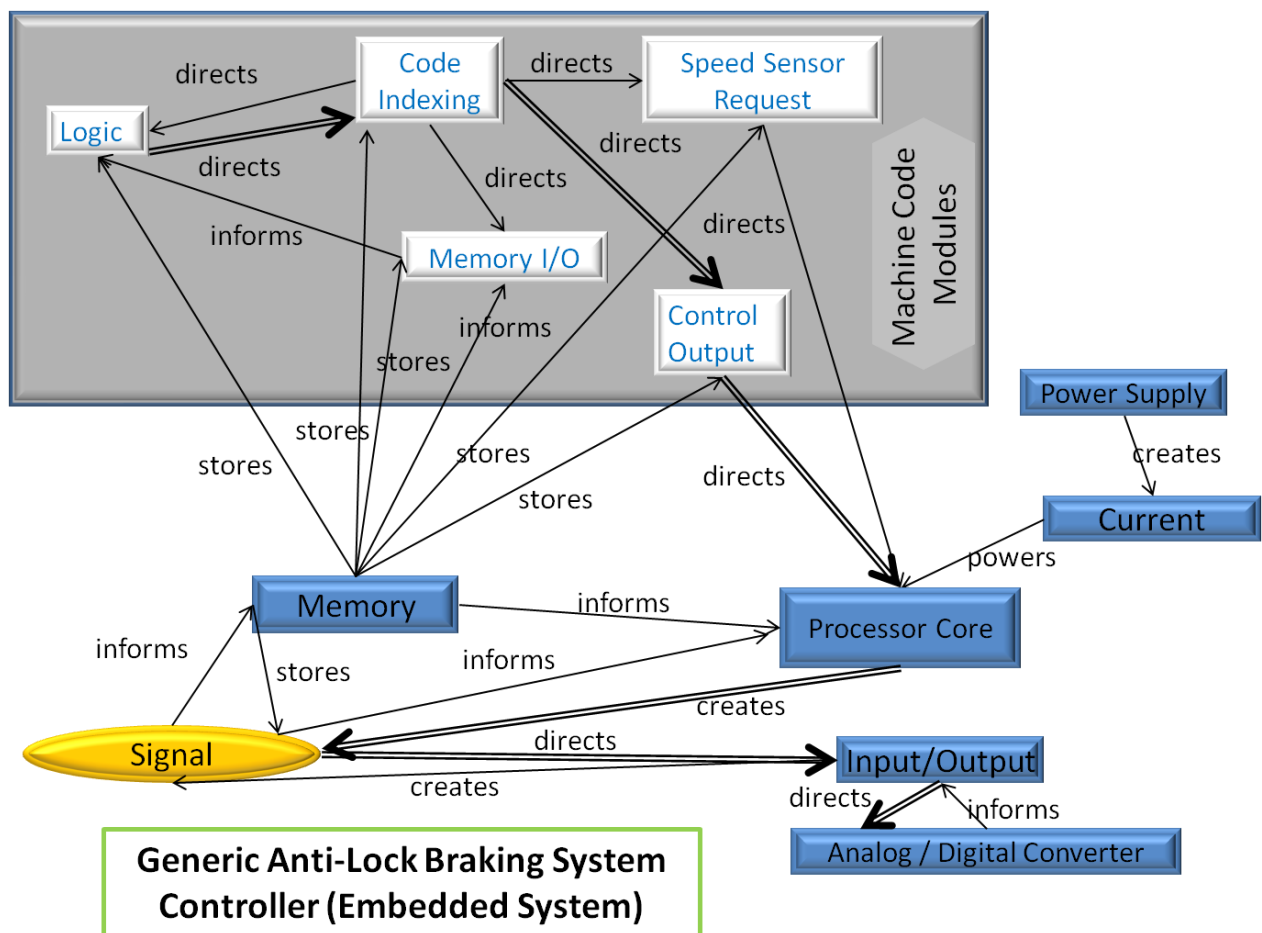 Code
Indexing
directs
directs
Speed Sensor
Request
Logic
directs
directs
directs
directs
informs
Memory I/O
Machine Code
Modules
Control
Output
informs
stores
Power Supply
stores
stores
stores
creates
directs
stores
Current
powers
Memory
informs
Processor Core
informs
informs
stores
creates
Signal
directs
Input/Output
creates
directs
informs
Analog / Digital Converter
Generic Anti-Lock Braking System
Controller (Embedded System)